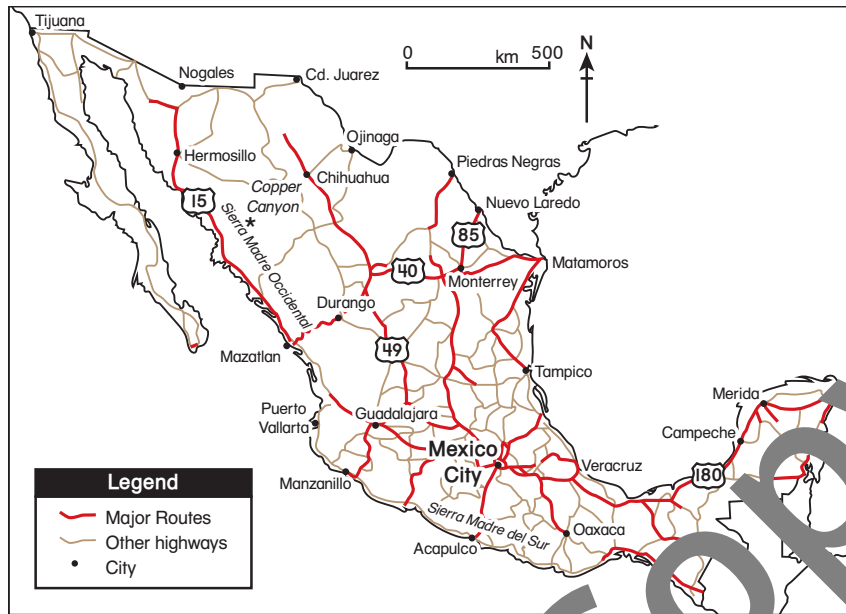 Tijuana
Nogales
Cd. Juarez
0 500
km
N
Ojinaga
Hermosillo
Chihuahua
Piedras Negras
Copper
Canyon
15
*
Nuevo Laredo
85
Sierra Madre Occidental
40
Monterrey
Matamoros
Durango
49
Mazatlan
Tampico
Puerto
Vallarta
Guadalajara
Merida
Campeche
Mexico
City
Veracruz
180
Manzanillo
Sierra Madre del Sur
Oaxaca
Acapulco
Legend
Major Routes
Other highways
City